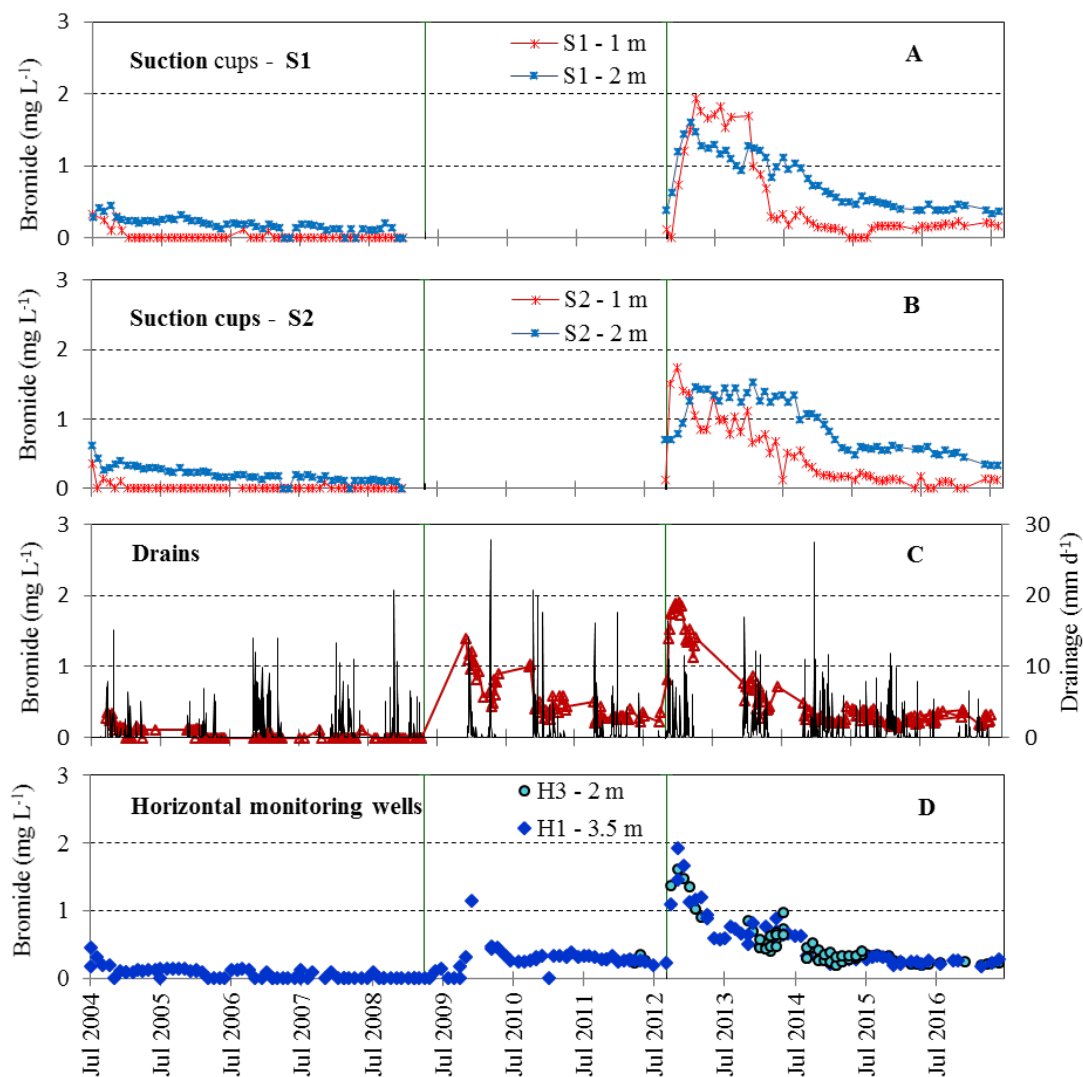 3
2
1
0
Bromide (mg L-1)
Suction cups - S1
S1 - 1 m
S1 - 2 m
A
3
2
1
0
Bromide (mg L-1)
Suction cups - S2
S2 - 1 m
S2 - 2 m
B
3
2
1
0
Bromide (mg L-1)
Drains
C
30
20
10
0
Drainage (mm d-1)
3
2
1
0
Bromide (mg L-1)
Horizontal monitoring wells
H3 - 2 m
H1 - 3.5 m
D
Jul 2004
Jul 2005
Jul 2006
Jul 2007
Jul 2008
Jul 2009
Jul 2010
Jul 2011
Jul 2012
Jul 2013
Jul 2014
Jul 2015
Jul 2016